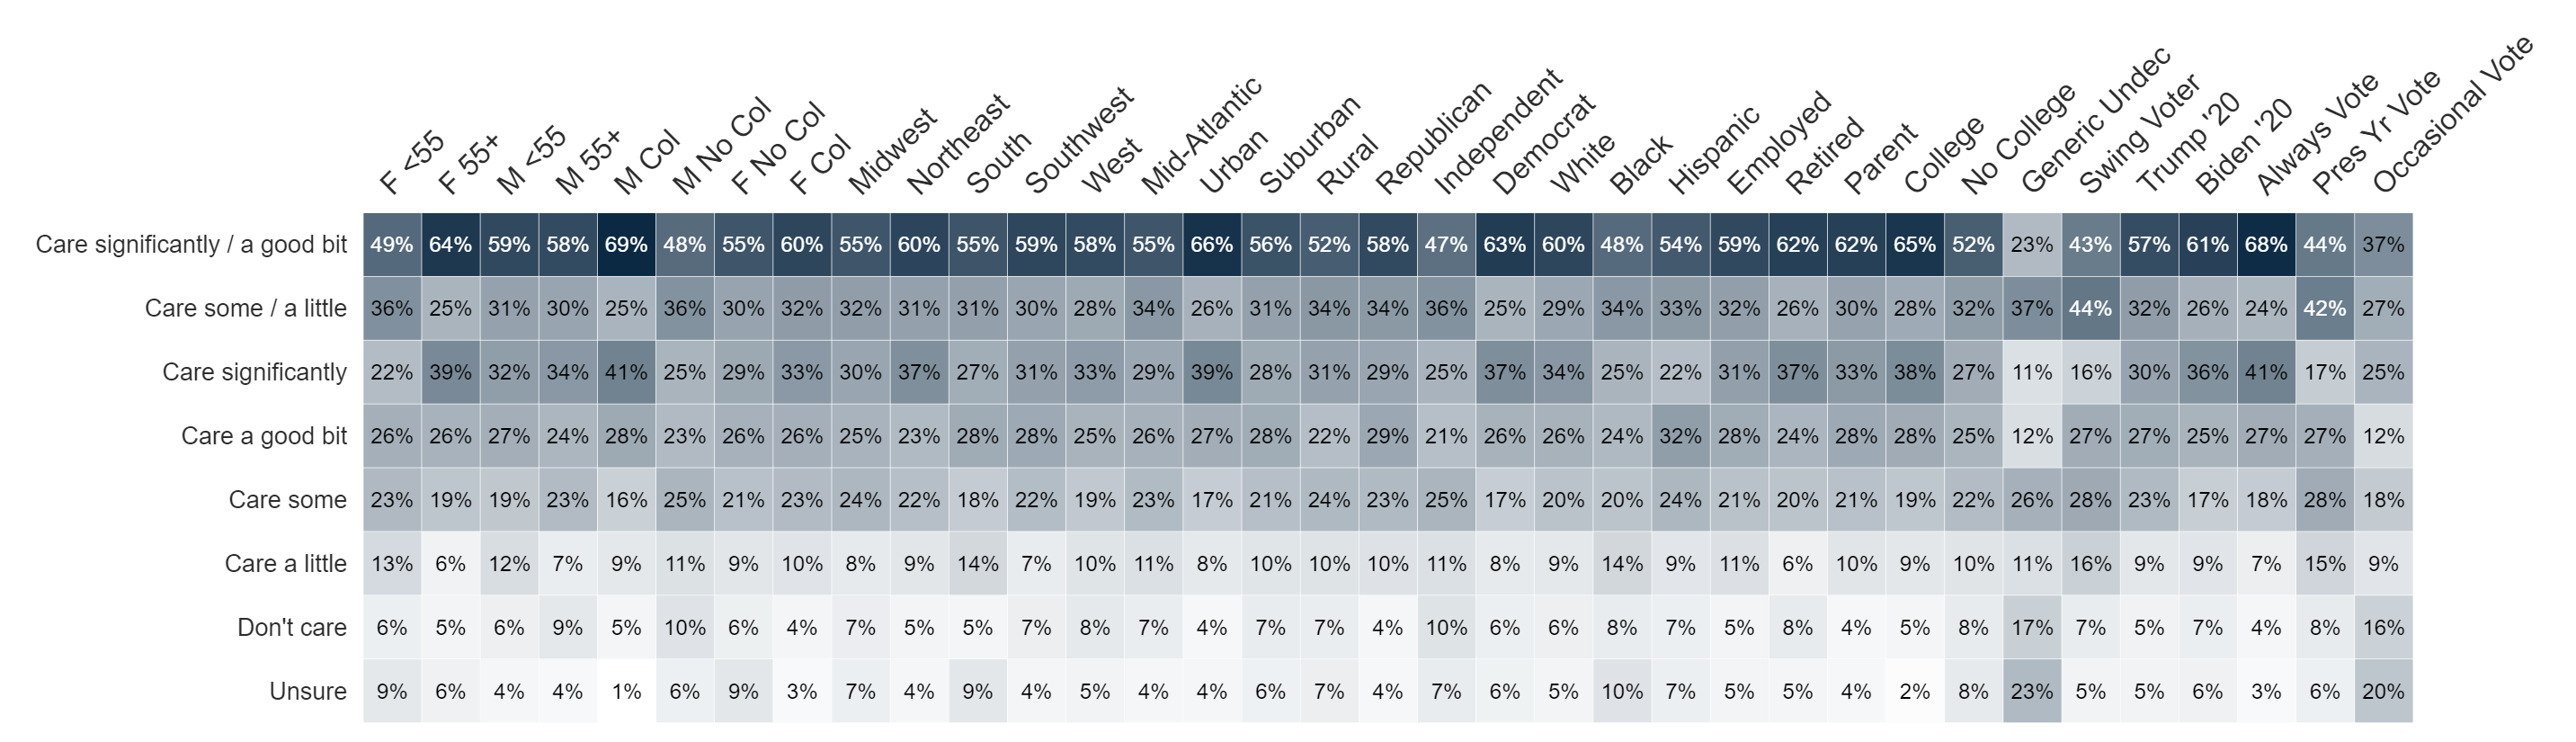 F <55 F 55+ M <55 M 55+ M Col M No Col F No Col F Col Midwest Northeast South Southwest West Mid-Atlantic Urban Suburban Rural Republican Independent Democrat White Black Hispanic Employed Retired Parent College No College Generic Undec Swing Voter Trump '20 Biden '20 Always Vote Pres Yr Vote Occasional Vote
Care significantly / a good bit 49% 64% 59% 58% 69% 48% 55% 60% 55% 60% 55% 59% 58% 55% 66% 56% 52% 58% 47% 63% 60% 48% 54% 59% 62% 62% 65% 52% 23% 43% 57% 61% 68% 44% 37%
Care some / a little 36% 25% 31% 30% 25% 36% 30% 32% 32% 31% 31% 30% 28% 34% 26% 31% 34% 34% 36% 25% 29% 34% 33% 32% 26% 30% 28% 32% 37% 44% 32% 26% 24% 42% 27%
Care significantly 22% 39% 32% 34% 41% 25% 29% 33% 30% 37% 27% 31% 33% 29% 39% 28% 31% 29% 25% 37% 34% 25% 22% 31% 37% 33% 38% 27% 11% 16% 30% 36% 41% 17% 25%
Care a good bit 26% 26% 27% 24% 28% 23% 26% 26% 25% 23% 28% 28% 25% 26% 27% 28% 22% 29% 21% 26% 26% 24% 32% 28% 24% 28% 28% 25% 12% 27% 27% 25% 27% 27% 12%
Care some 23% 19% 19% 23% 16% 25% 21% 23% 24% 22% 18% 22% 19% 23% 17% 21% 24% 23% 25% 17% 20% 20% 24% 21% 20% 21% 19% 22% 26% 28% 23% 17% 18% 28% 18%
Care a little 13% 6% 12% 7% 9% 11% 9% 10% 8% 9% 14% 7% 10% 11% 8% 10% 10% 10% 11% 8% 9% 14% 9% 11% 6% 10% 9% 10% 11% 16% 9% 9% 7% 15% 9%
Don't care 6% 5% 6% 9% 5% 10% 6% 4% 7% 5% 5% 7% 8% 7% 4% 7% 7% 4% 10% 6% 6% 8% 7% 5% 8% 4% 5% 8% 17% 7% 5% 7% 4% 8% 16%
Unsure 9% 6% 4% 4% 1% 6% 9% 3% 7% 4% 9% 4% 5% 4% 4% 6% 7% 4% 7% 6% 5% 10% 7% 5% 5% 4% 2% 8% 23% 5% 5% 6% 3% 6% 20%